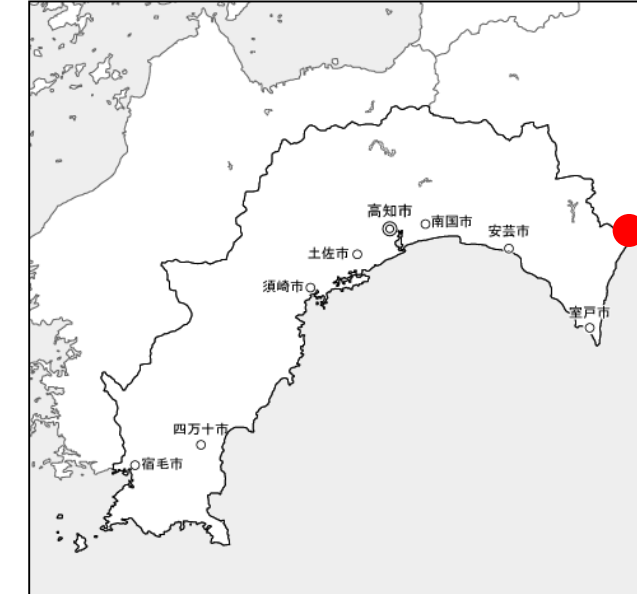 高知市
南国市
安芸市
土佐市
須崎市
室戸市
四万十市
宿毛市